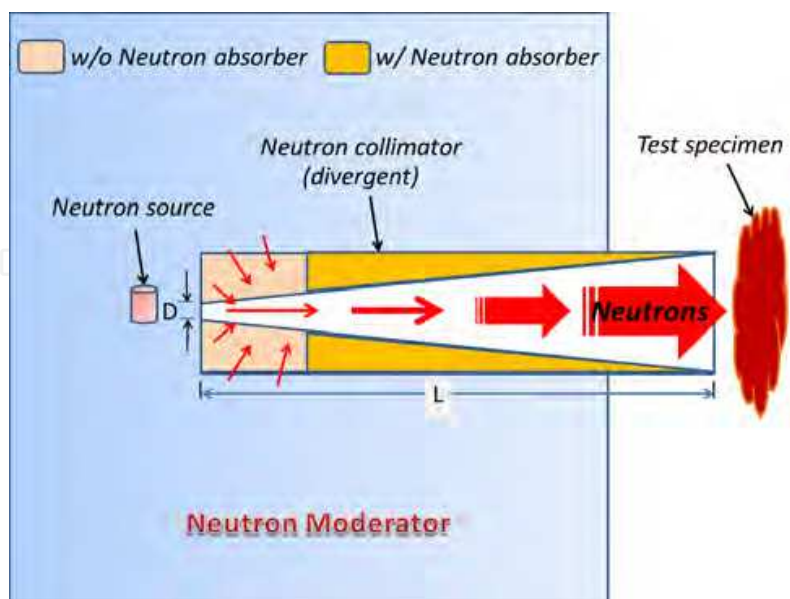 w/o Neutron absorber
w/ Neutron absorber
Neutron collimator
(divergent)
Test specimen
Neutron source
D
Neutrons
L
Neutron Moderator